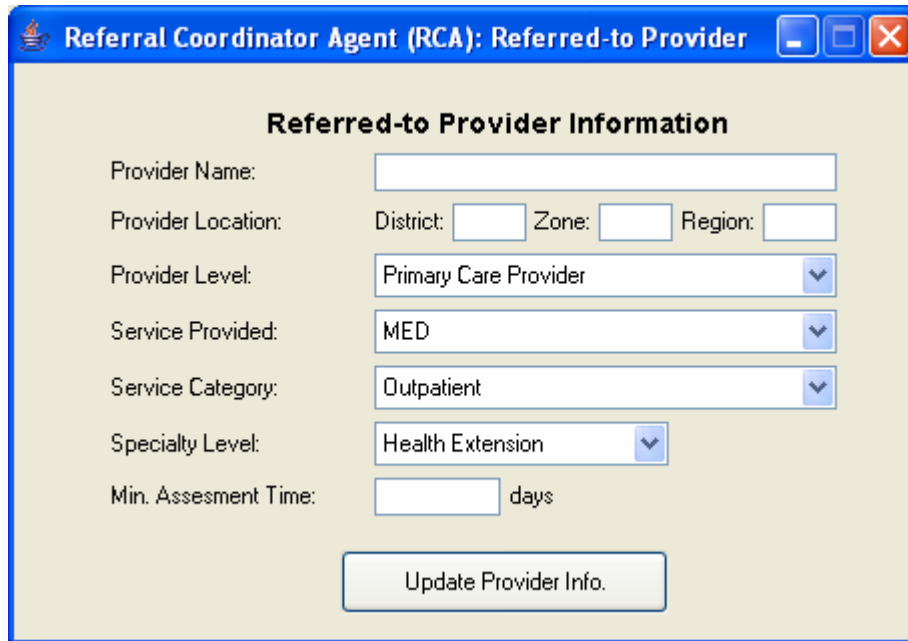 Referral Coordinator Agent (RCA): Referred-to Provider
Referred-to Provider Information
Provider Name:
Provider Location: District: Zone: Region:
Provider Level: Primary Care Provider
Service Provided: MED
Service Category: Outpatient
Specialty Level: Health Extension
Min. Assesment Time: days
Update Provider Info.